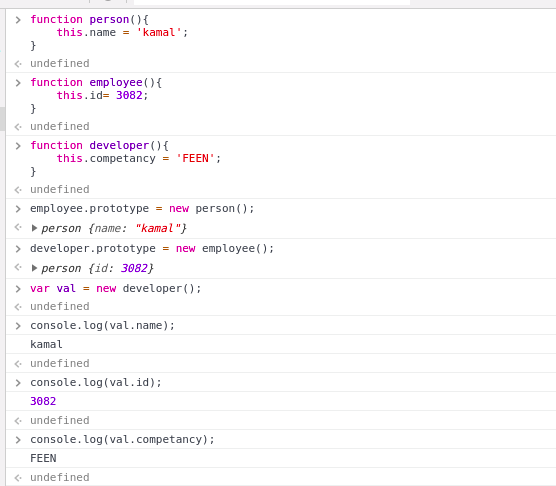 function person(){
this.name = 'kamal';
}
undefined
function employee(){
this.id= 3082;
}
undefined
function developer(){
this.competancy = 'FEEN';
}
undefined
employee.prototype = new person();
person {name: "kamal"}
developer.prototype = new employee();
person {id: 3082}
var val = new developer();
undefined
console.log(val.name);
kamal
undefined
console.log(val.id);
3082
undefined
console.log(val.competancy);
FEEN
undefined